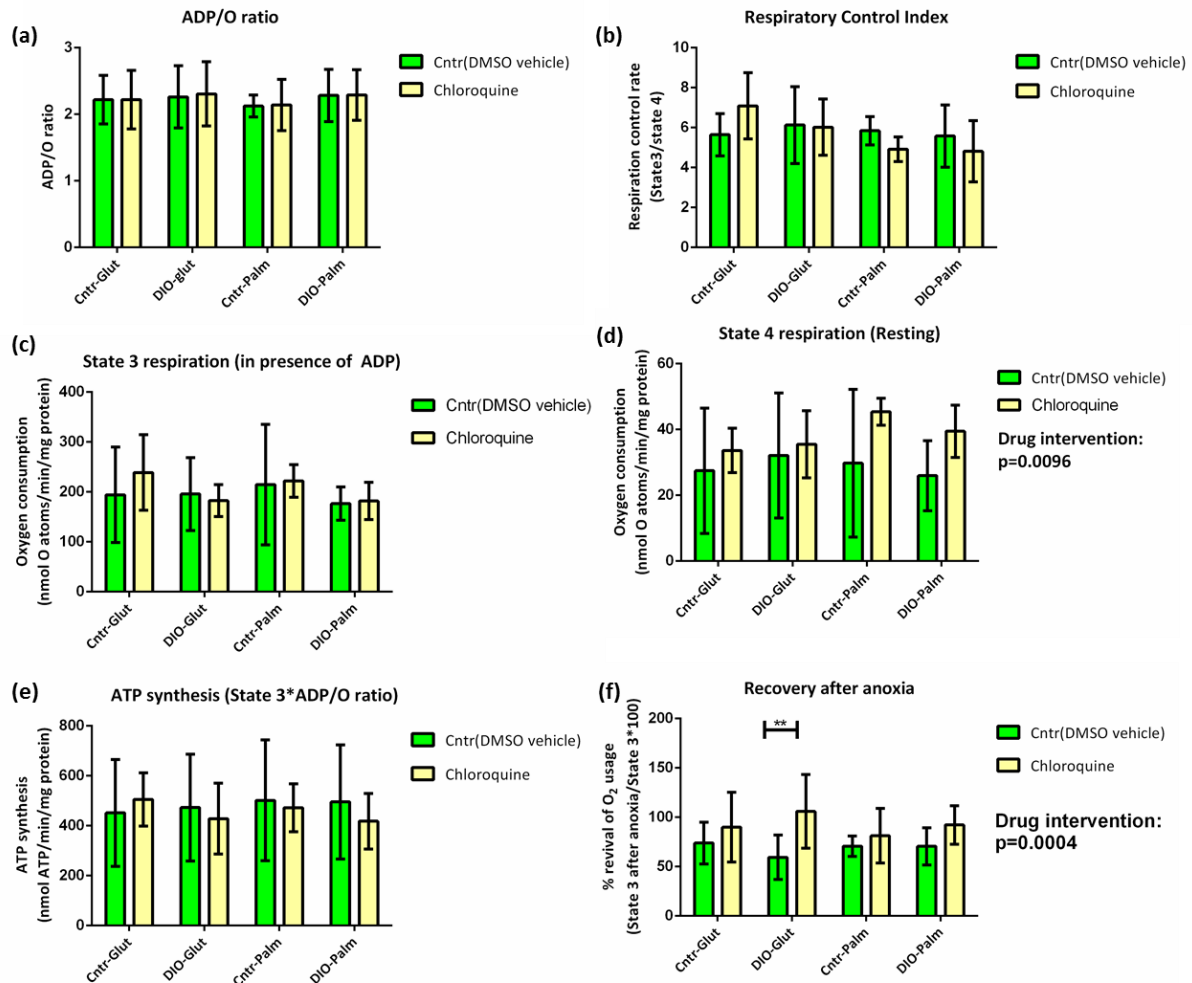 (a)
ADP/O ratio
ADP/O ratio
3
2
1
0
Cntr-Glut
DIO-glut
Cntr-Palm
DIO-Palm
Cntr(DMSO vehicle)
Chloroquine
(b)
Respiratory Control Index
Respiration control rate
(State3/state 4)
10
8
6
4
2
0
Cntr-Glut
DIO-Glut
Cntr-Palm
DIO-Palm
Cntr(DMSO vehicle)
Chloroquine
(c)
State 3 respiration (in presence of ADP)
Oxygen consumption
(nmol O atoms/min/mg protein)
400
300
200
100
0
Cntr-Glut
DIO-Glut
Cntr-Palm
DIO-Palm
Cntr(DMSO vehicle)
Chloroquine
(d)
State 4 respiration (Resting)
Oxygen consumption
(nmol O atoms/min/mg protein)
60
40
20
0
Cntr-Glut
DIO-Glut
Cntr-Palm
DIO-Palm
Cntr(DMSO vehicle)
Chloroquine
Drug intervention:
p=0.0096
(e)
ATP synthesis (State 3*ADP/O ratio)
ATP synthesis
(nmol ATP/min/mg protein)
800
600
400
200
0
Cntr-Glut
DIO-Glut
Cntr-Palm
DIO-Palm
Cntr(DMSO vehicle)
Chloroquine
(f)
Recovery after anoxia
% revival of O₂ usage
(State 3 after anoxia/State 3*100)
200
150
100
50
0
**
Cntr-Glut
DIO-Glut
Cntr-Palm
DIO-Palm
Cntr(DMSO vehicle)
Chloroquine
Drug intervention:
p=0.0004